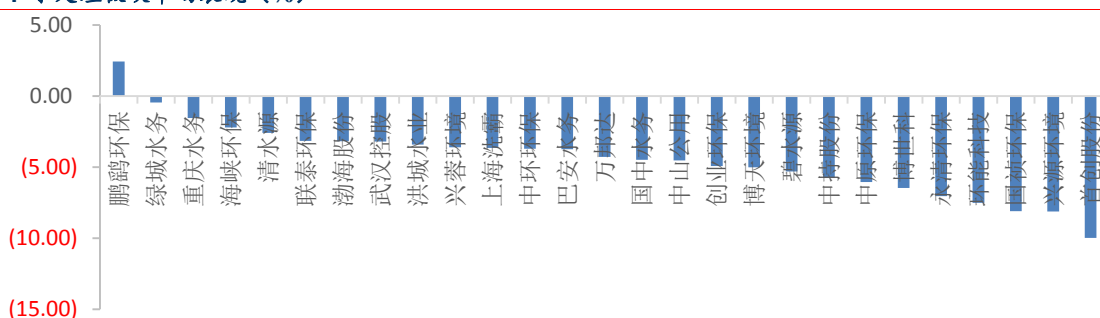 5.00
0.00
(5.00)
(10.00)
(15.00)
鹏鹞环保
绿城水务
重庆水务
海峡环保
清水源
联泰环保
渤海股份
武汉控股
洪城水业
兴蓉环境
上海洗霸
中环环保
巴安水务
万邦达
国中水务
中山公用
创业环保
博天环境
碧水源
中持股份
中原环保
博世科
永清环保
环能科技
国祯环保
兴源环境
首创股份